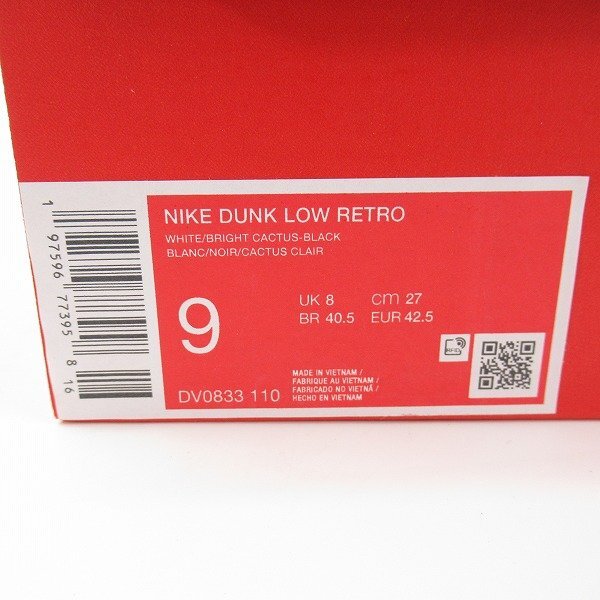 NIKE DUNK LOW RETRO
WHITE/BRIGHT CACTUS-BLACK
BLANC/NOIR/CACTUS CLAIR
9
UK 8 cm 27
BR 40.5 EUR 42.5
DV0833 110
MADE IN VIETNAM /
FABRIQUE AU VIETNAM /
FABRICADO NO VIETNÃ /
HECHO EN VIETNAM
RFID
1 97596 77395 8 16